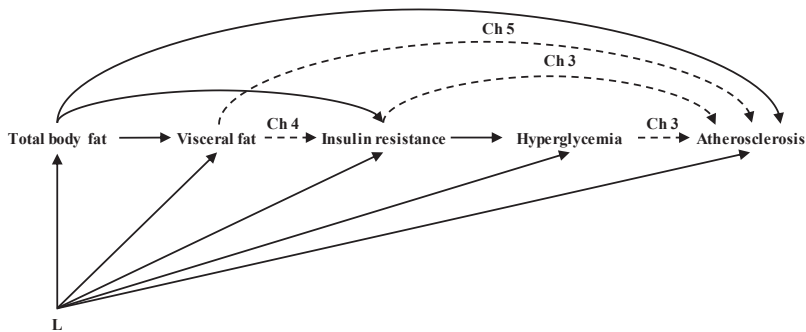 Ch 5
Ch 3
Total body fat Visceral fat Ch 4 Insulin resistance Hyperglycemia Ch 3 Atherosclerosis
L